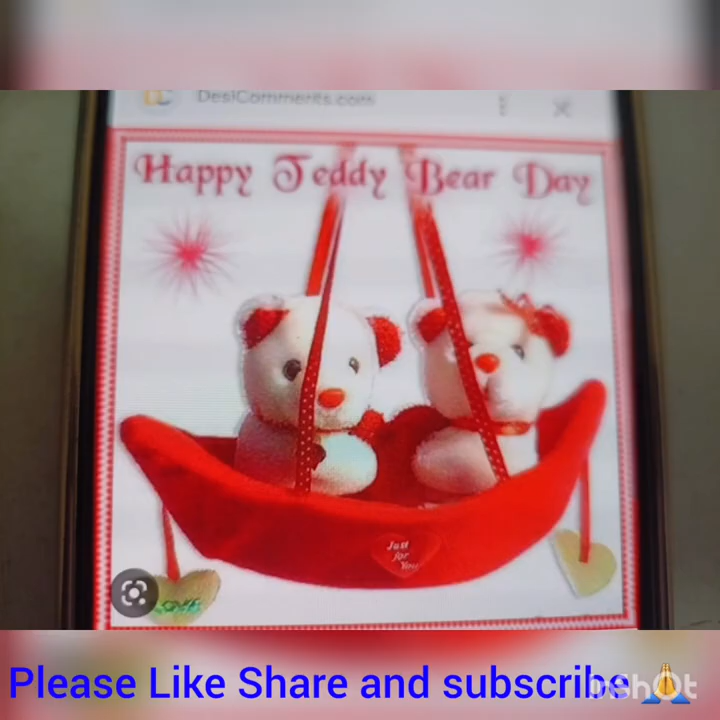 DesiComments.com
Happy Teddy Bear Day
Just
for
You
LOVE
Please Like Share and subscribe🙏